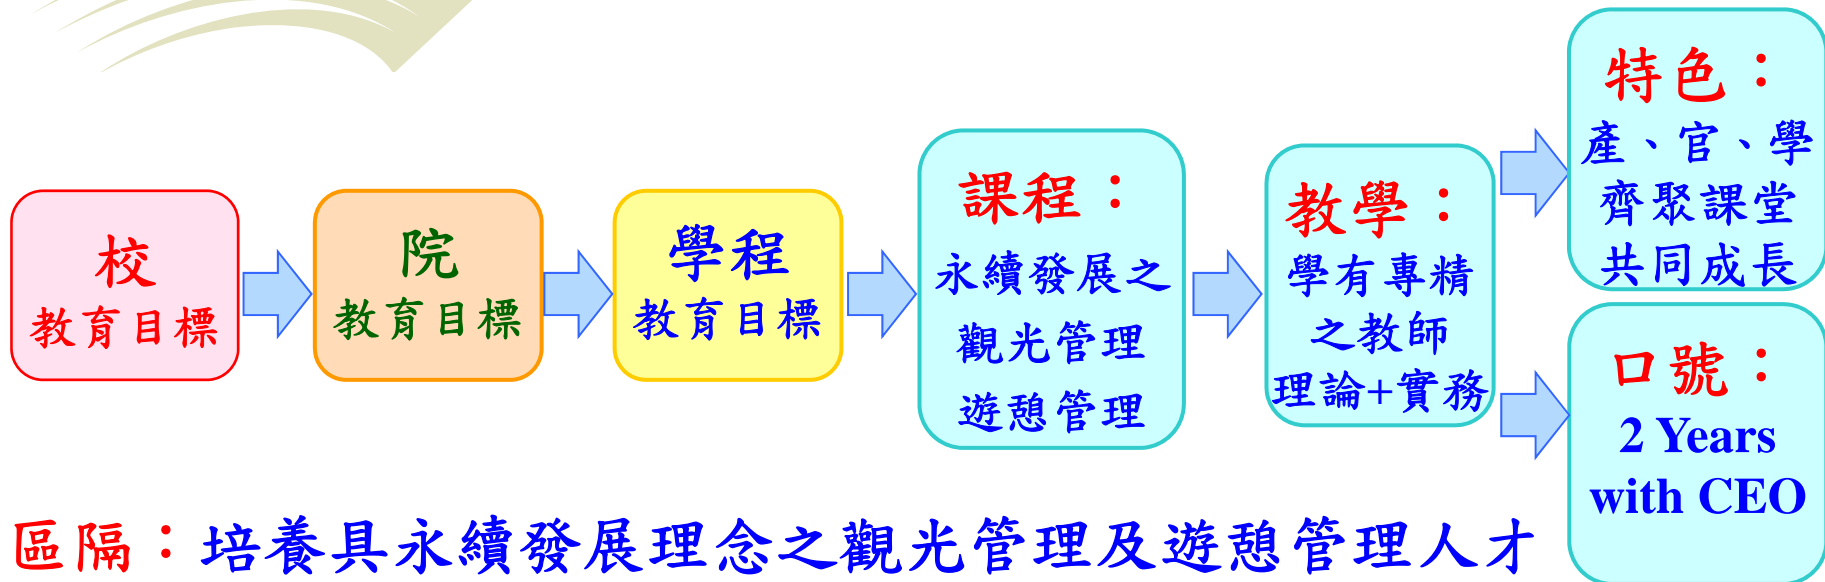 校
教育目標
院
教育目標
學程
教育目標
課程：
永續發展之
觀光管理
遊憩管理
教學：
學有專精
之教師
理論+實務
特色：
產、官、學
齊聚課堂
共同成長
口號：
2 Years
with CEO
區隔：培養具永續發展理念之觀光管理及遊憩管理人才